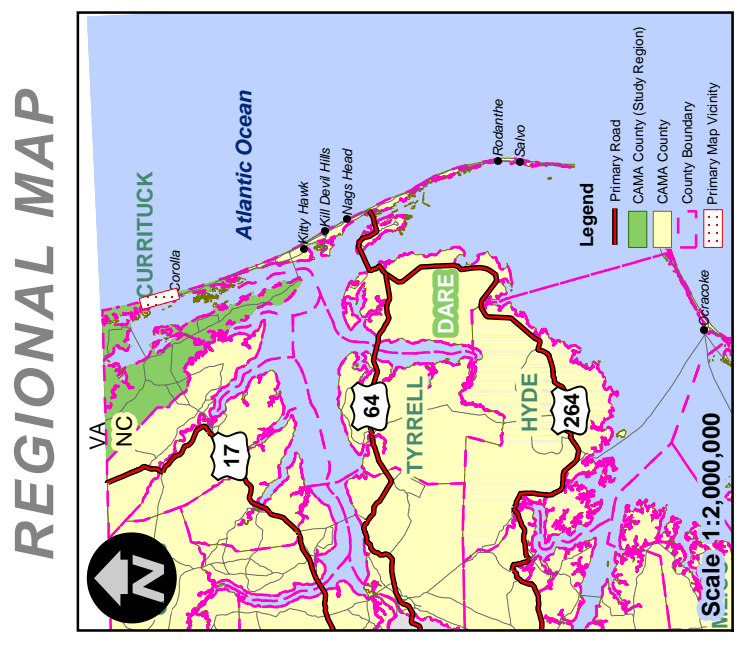 REGIONAL MAP
VA
NC
CURRITUCK
Corolla
Atlantic Ocean
Kitty Hawk
Kill Devil Hills
Nags Head
17
64
TYRRELL
DARE
HYDE
264
Rodanthe
Salvo
Ocracoke
N
Legend
Primary Road
CAMA County (Study Region)
CAMA County
County Boundary
Primary Map Vicinity
Scale 1:2,000,000